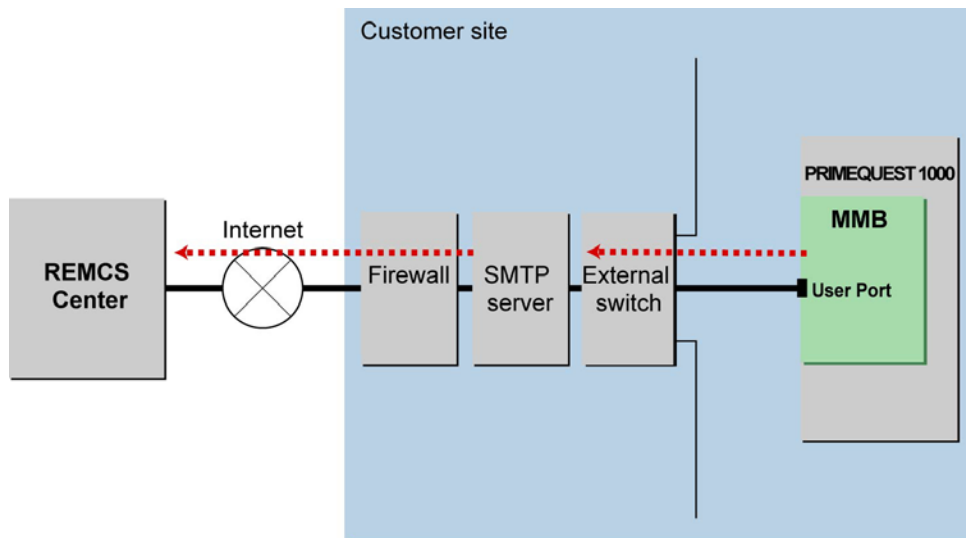 Customer site
PRIMEQUEST 1000
MMB
Internet
REMCS
Center
Firewall
SMTP
server
External
switch
User Port